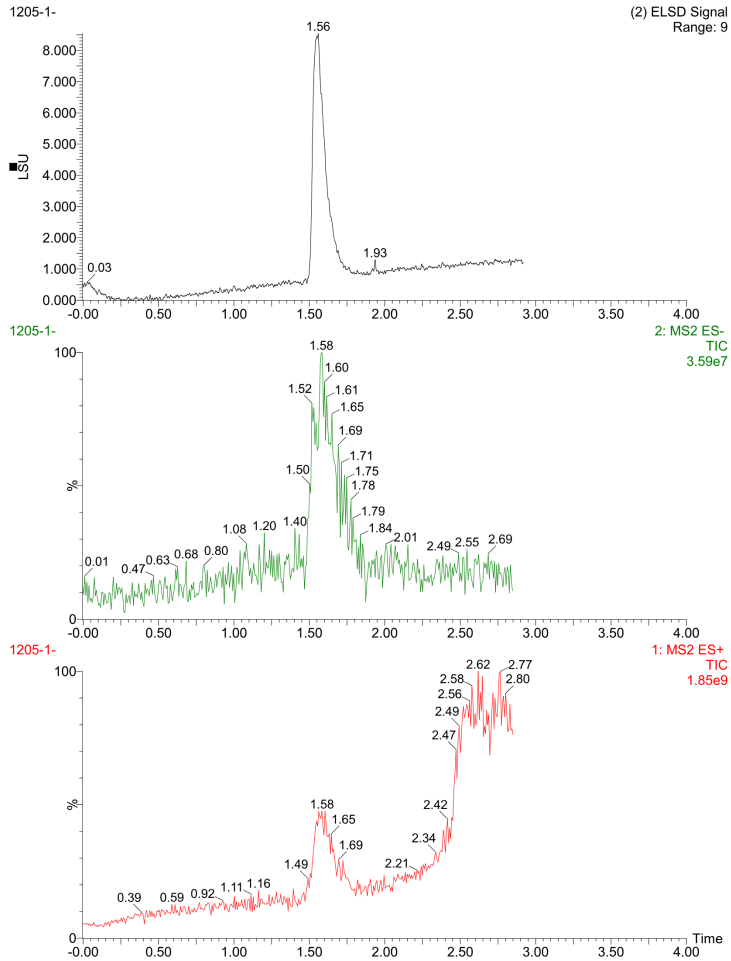 1205-1-
(2) ELSD Signal
Range: 9
1.56
8.000
7.000
6.000
5.000
4.000
3.000
2.000
1.000
0.000
LSU
0.03
1.93
-0.00 0.50 1.00 1.50 2.00 2.50 3.00 3.50 4.00
1205-1-
2: MS2 ES-
TIC
3.59e7
100
%
0
1.58
1.60
1.52
1.61
1.65
1.69
1.71
1.50
1.75
1.78
1.79
1.08 1.20 1.40
1.84
2.01
0.01 0.47 0.63 0.68 0.80
2.49 2.55 2.69
-0.00 0.50 1.00 1.50 2.00 2.50 3.00 3.50 4.00
1205-1-
1: MS2 ES+
TIC
1.85e9
100
%
0
2.62 2.77
2.58 2.80
2.56
2.49
2.47
1.58
1.65
2.42
1.69
2.34
1.49
2.21
0.39 0.59 0.92 1.11 1.16
Time
-0.00 0.50 1.00 1.50 2.00 2.50 3.00 3.50 4.00